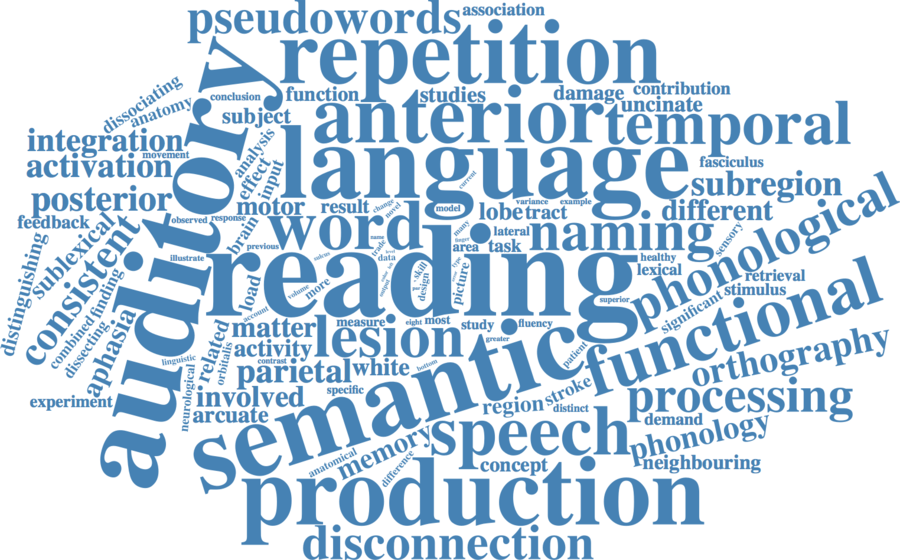 pseudowords
association
repetition
auditory
dissociating
anatomy
conclusion
function
studies
damage
contribution
uncinate
subject
anterior
temporal
integration
movement
activation
analysis
effect
input
language
current
fasciculus
subregion
posterior
feedback
observed
response
motor
result
change
novel
model
variance
example
lobe
tract
different
phonological
distinguishing
sublexical
consistent
brain
word
many
lateral
naming
sensory
area
task
healthy
lexical
illustrate
previous
reading
data
skill
design
picture
type
retrieval
stimulus
significant
superior
combined
finding
dissecting
aphasia
load
volume
more
account
matter
measure
eight
most
study
fluency
greater
functional
related
orbitalis
activity
lesion
linguistic
contrast
parietal
white
bottom
specific
semantic
patient
orthography
neurological
experiment
involved
arcuate
region
stroke
distinct
processing
demand
speech
phonology
neighbouring
anatomical
memory
difference
concept
production
disconnection